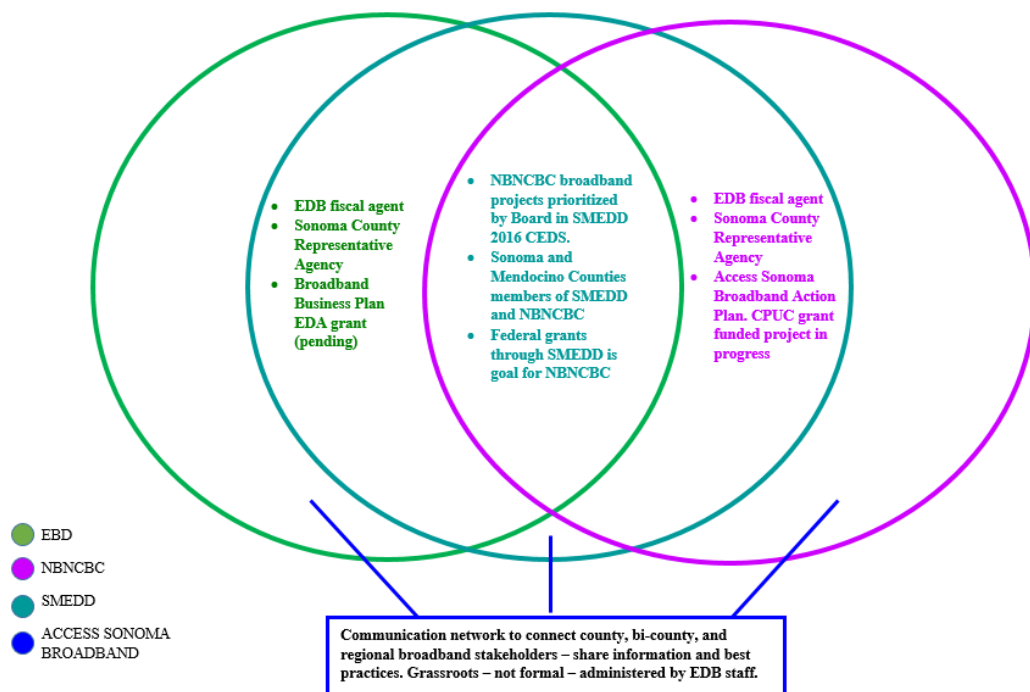 • EDB fiscal agent
• Sonoma County
Representative
Agency
• Broadband
Business Plan
EDA grant
(pending)
• NBNCBC broadband
projects prioritized
by Board in SMEDD
2016 CEDS.
• Sonoma and
Mendocino Counties
members of SMEDD
and NBNCBC
• Federal grants
through SMEDD is
goal for NBNCBC
• EDB fiscal agent
• Sonoma County
Representative
Agency
• Access Sonoma
Broadband Action
Plan. CPUC grant
funded project in
progress
EBD
NBNCBC
SMEDD
ACCESS SONOMA
BROADBAND
Communication network to connect county, bi-county, and
regional broadband stakeholders – share information and best
practices. Grassroots – not formal – administered by EDB staff.